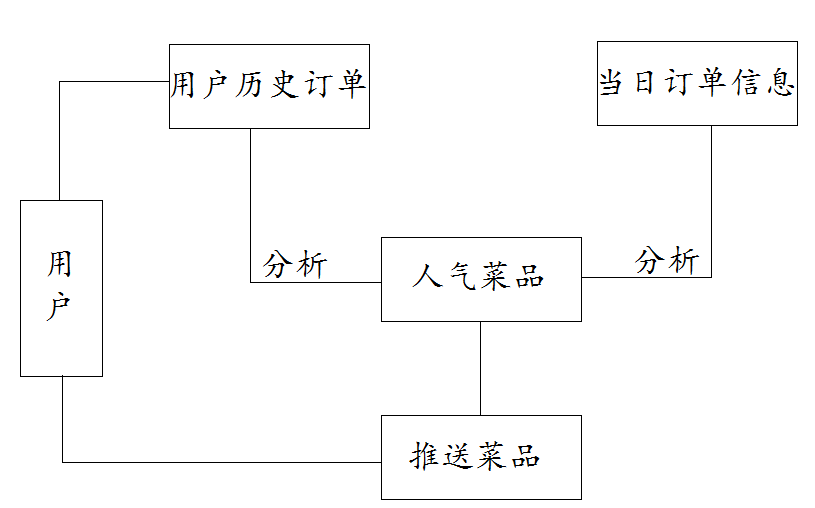 用户历史订单
当日订单信息
用
户
分析
人气菜品
分析
推送菜品